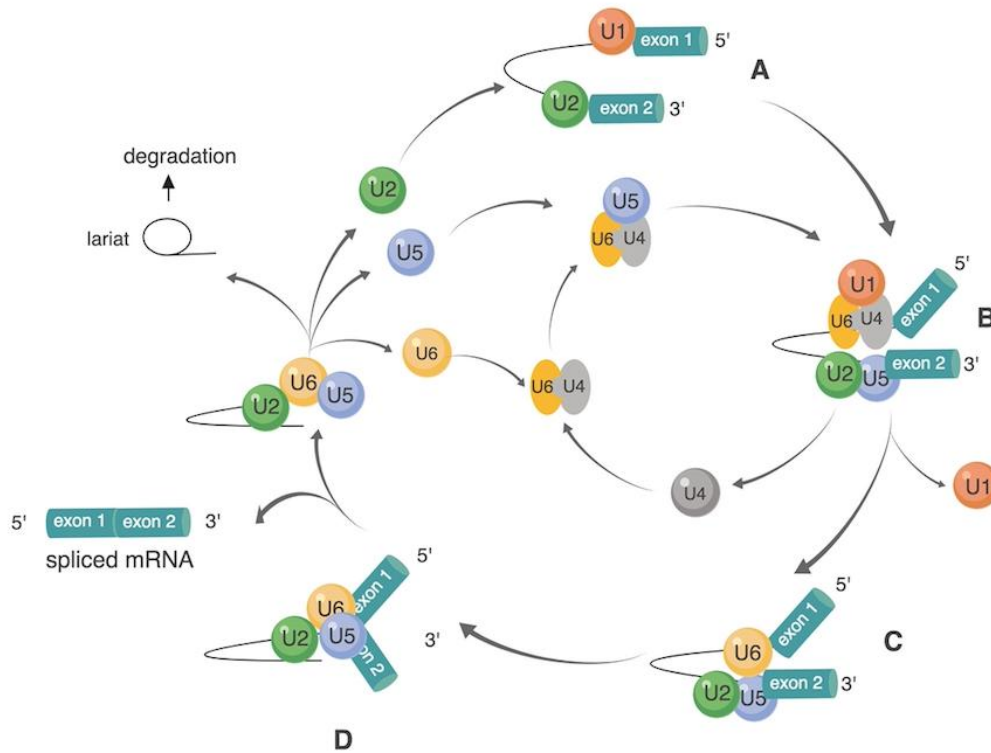 U1
exon 1
5'
A
U2
exon 2
3'
degradation
lariat
U2
U5
U5
U6
U4
U6
U6
U4
5'
exon 1
U1
U6
U4
B
U2
U5
exon 2
3'
U6
U2
U5
U4
U1
5'
exon 1
exon 2
3'
spliced mRNA
5'
exon 1
U6
U2
U5
exon 2
3'
D
5'
exon 1
U6
C
U2
U5
exon 2
3'